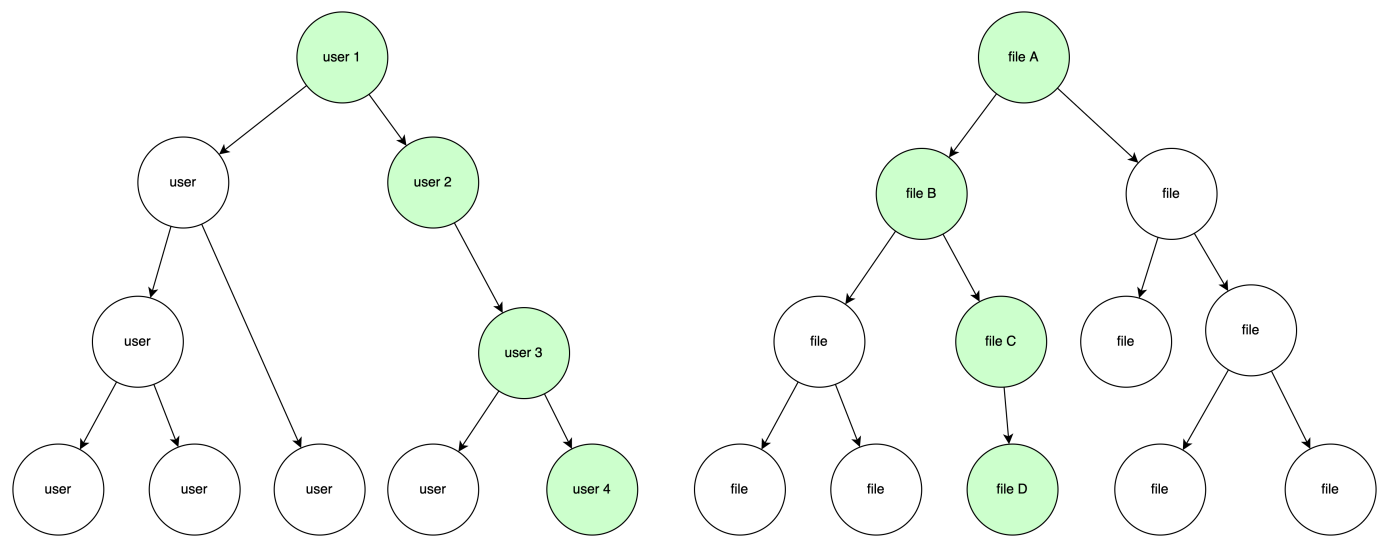 user 1
file A
user
user 2
file B
file
user
user 3
file
file C
file
file
user
user
user
user
user 4
file
file
file D
file
file